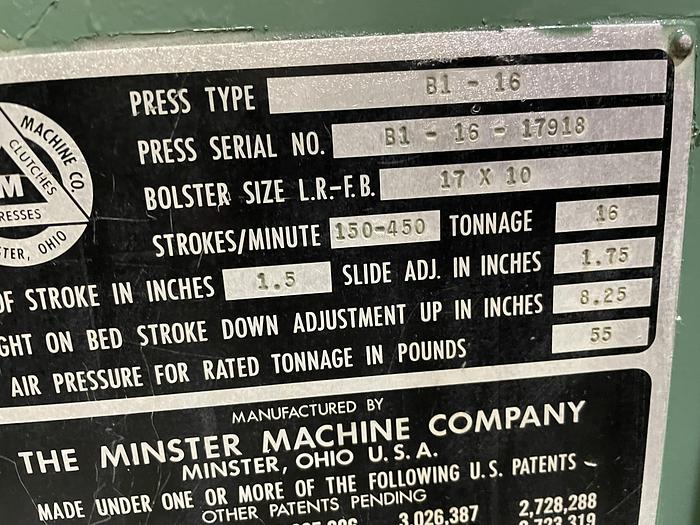 MACHINE CO.
CLUTCHES
M
RESSES
STER, OHIO
PRESS TYPE B1 - 16
PRESS SERIAL NO. B1 - 16 - 17918
BOLSTER SIZE L.R.-F.B. 17 X 10
STROKES/MINUTE 150-450 TONNAGE 16
OF STROKE IN INCHES 1.5 SLIDE ADJ. IN INCHES 1.75
GHT ON BED STROKE DOWN ADJUSTMENT UP IN INCHES 8.25
AIR PRESSURE FOR RATED TONNAGE IN POUNDS 55
MANUFACTURED BY
THE MINSTER MACHINE COMPANY
MINSTER, OHIO U.S.A.
MADE UNDER ONE OR MORE OF THE FOLLOWING U.S. PATENTS -
OTHER PATENTS PENDING
3,026,387 2,728,288